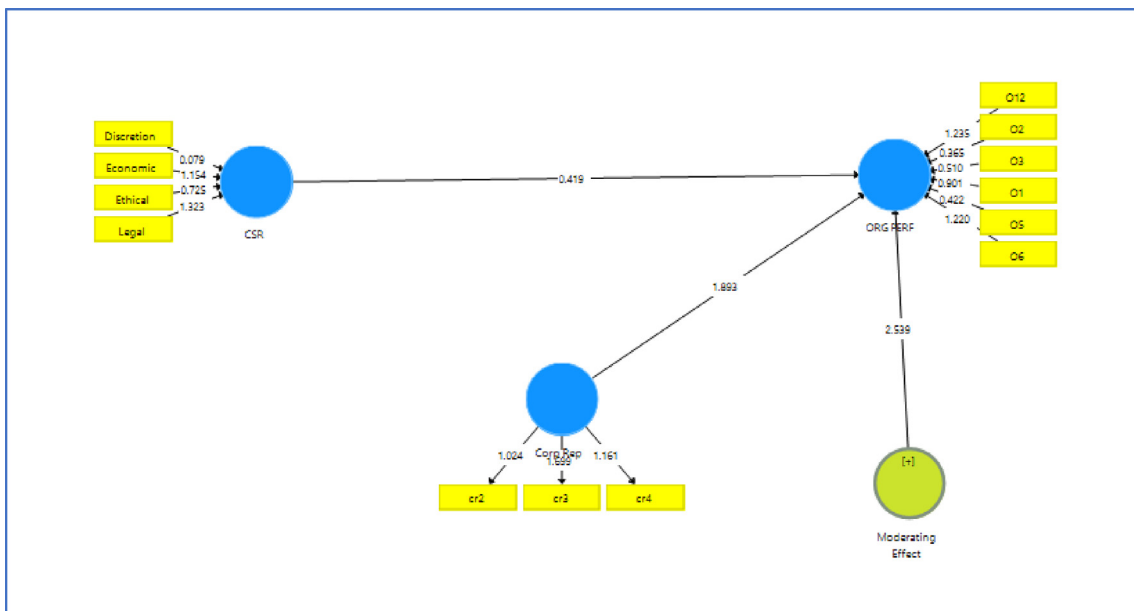 Discretion
Economic
Ethical
Legal
0.079
1.154
0.725
1.323
CSR
0.419
O12
O2
O3
O1
O5
O6
1.235
0.365
0.510
0.901
0.422
1.220
ORG PERF
1.893
2.539
Corp Rep
1.024
1.699
1.161
cr2
cr3
cr4
[+]
Moderating
Effect